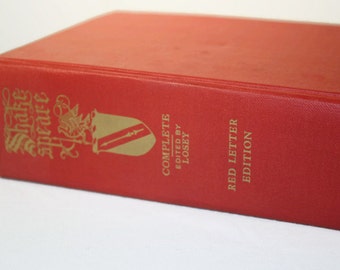 Shake
speare
COMPLETE
EDITED BY
LOSEY
RED LETTER
EDITION